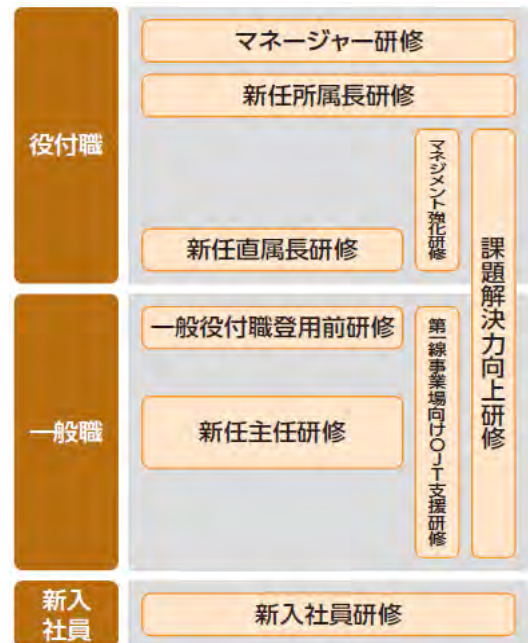 役付職
マネージャー研修
新任所属長研修
新任直属長研修
マネジメント強化研修
課題解決力向上研修
一般職
一般役付職登用前研修
新任主任研修
第一線事業場向けOJT支援研修
新入
社員
新入社員研修